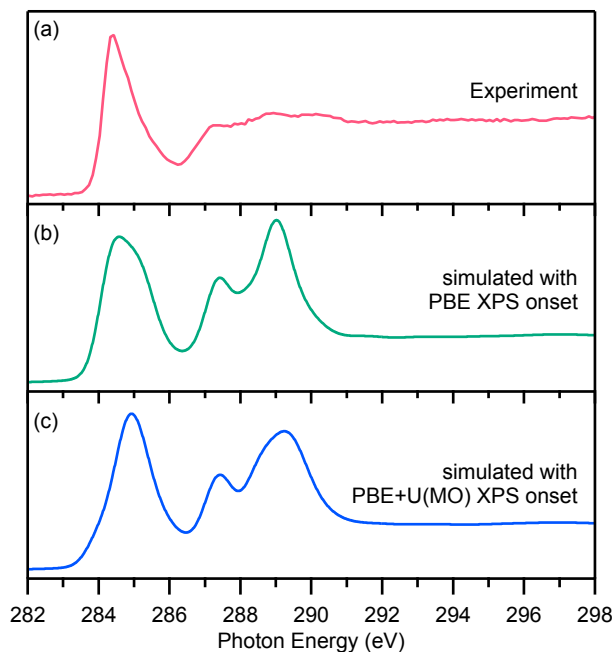 (a)
Experiment
(b)
simulated with
PBE XPS onset
(c)
simulated with
PBE+U(MO) XPS onset
282 284 286 288 290 292 294 296 298
Photon Energy (eV)